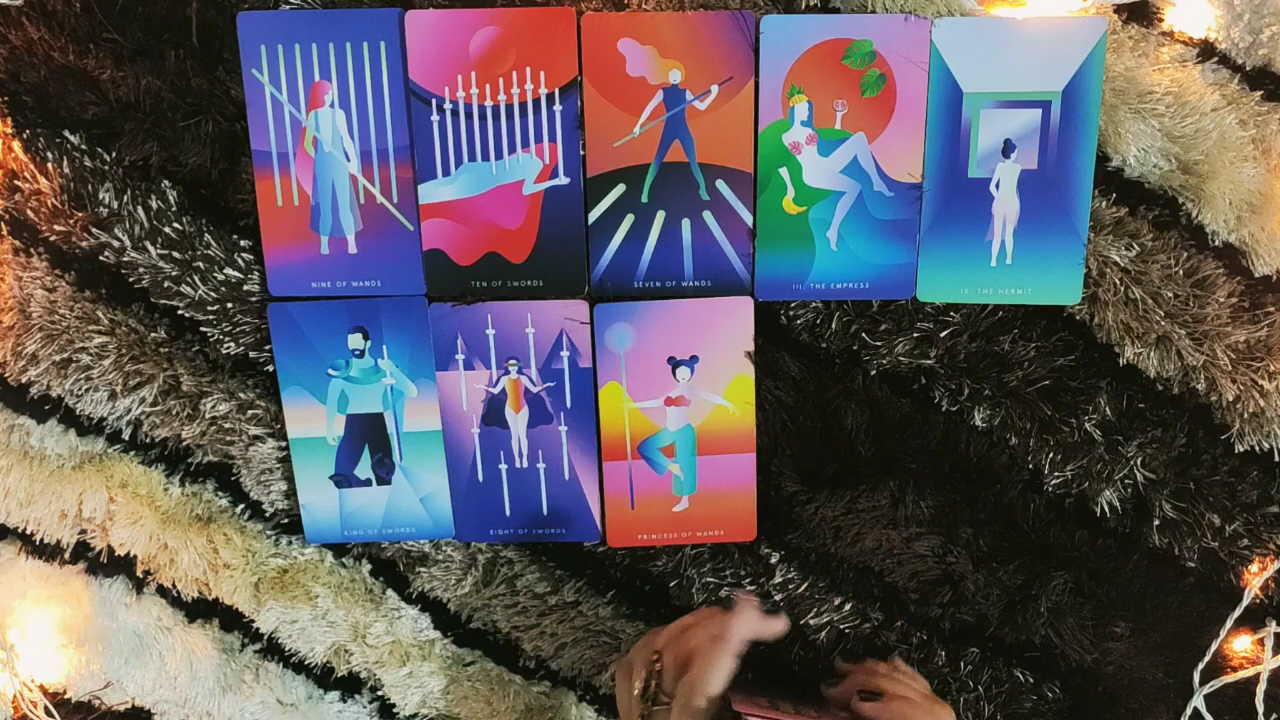 NINE OF WANDS
TEN OF SWORDS
SEVEN OF WANDS
III. THE EMPRESS
IX. THE HERMIT
KING OF SWORDS
EIGHT OF SWORDS
PRINCESS OF WANDS